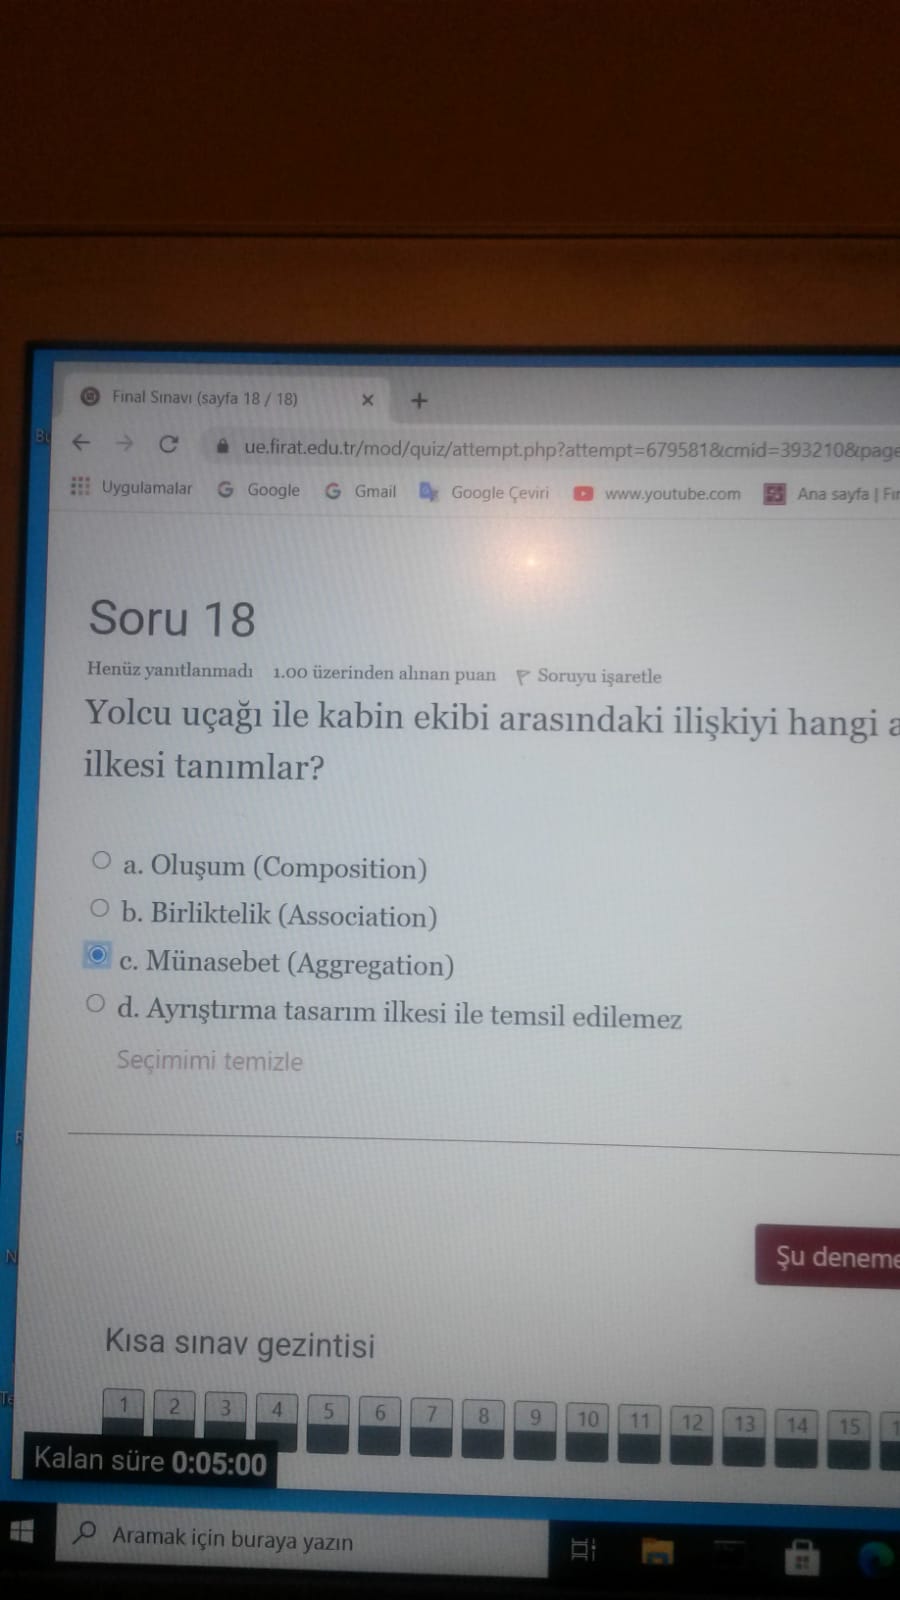 Final Sınavı (sayfa 18 / 18)
ue.firat.edu.tr/mod/quiz/attempt.php?attempt=679581&cmid=393210&page
Uygulamalar Google Gmail Google Çeviri www.youtube.com Ana sayfa |
Soru 18
Henüz yanıtlanmadı 1.00 üzerinden alınan puan Soruyu işaretle
Yolcu uçağı ile kabin ekibi arasındaki ilişkiyi hangi
ilkesi tanımlar?
a. Oluşum (Composition)
b. Birliktelik (Association)
c. Münasebet (Aggregation)
d. Ayrıştırma tasarım ilkesi ile temsil edilemez
Seçimimi temizle
Şu deneme
Kısa sınav gezintisi
1 2 3 4 5 6 7 8 9 10 11 12 13 14 15
Kalan süre 0:05:00
Aramak için buraya yazın